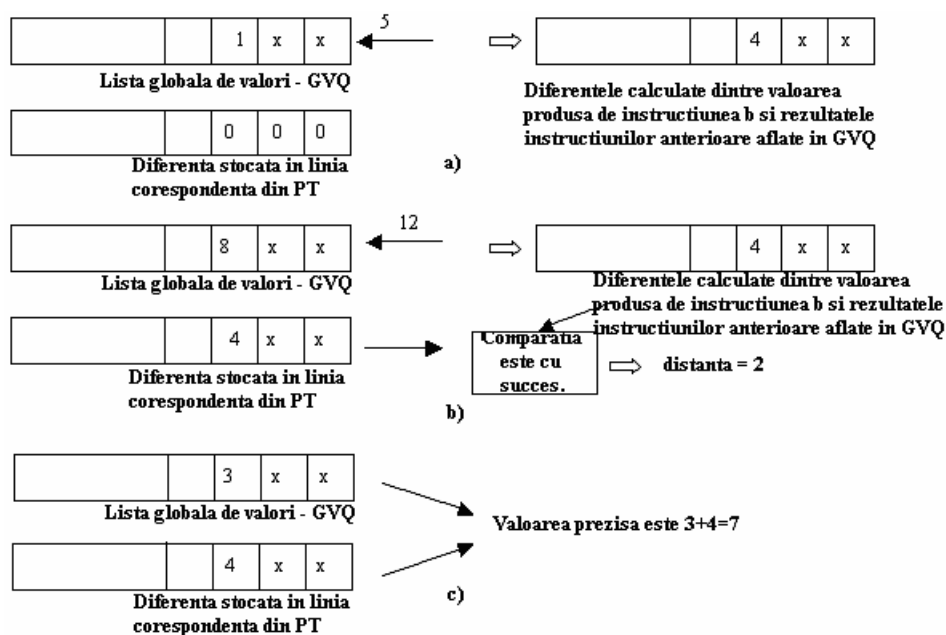 5
1 x x
4 x x
Lista globala de valori - GVQ
Diferentele calculate dintre valoarea
produsa de instructiunea b si rezultatele
instructiunilor anterioare aflate in GVQ
0 0 0
Diferenta stocata in linia
corespondenta din PT
a)
12
8 x x
4 x x
Lista globala de valori - GVQ
Diferentele calculate dintre valoarea
produsa de instructiunea b si rezultatele
instructiunilor anterioare aflate in GVQ
4 x x
Comparatia
este cu
succes.
distanta = 2
Diferenta stocata in linia
corespondenta din PT
b)
3 x x
Lista globala de valori - GVQ
Valoarea prezisa este 3+4=7
4 x x
Diferenta stocata in linia
corespondenta din PT
c)